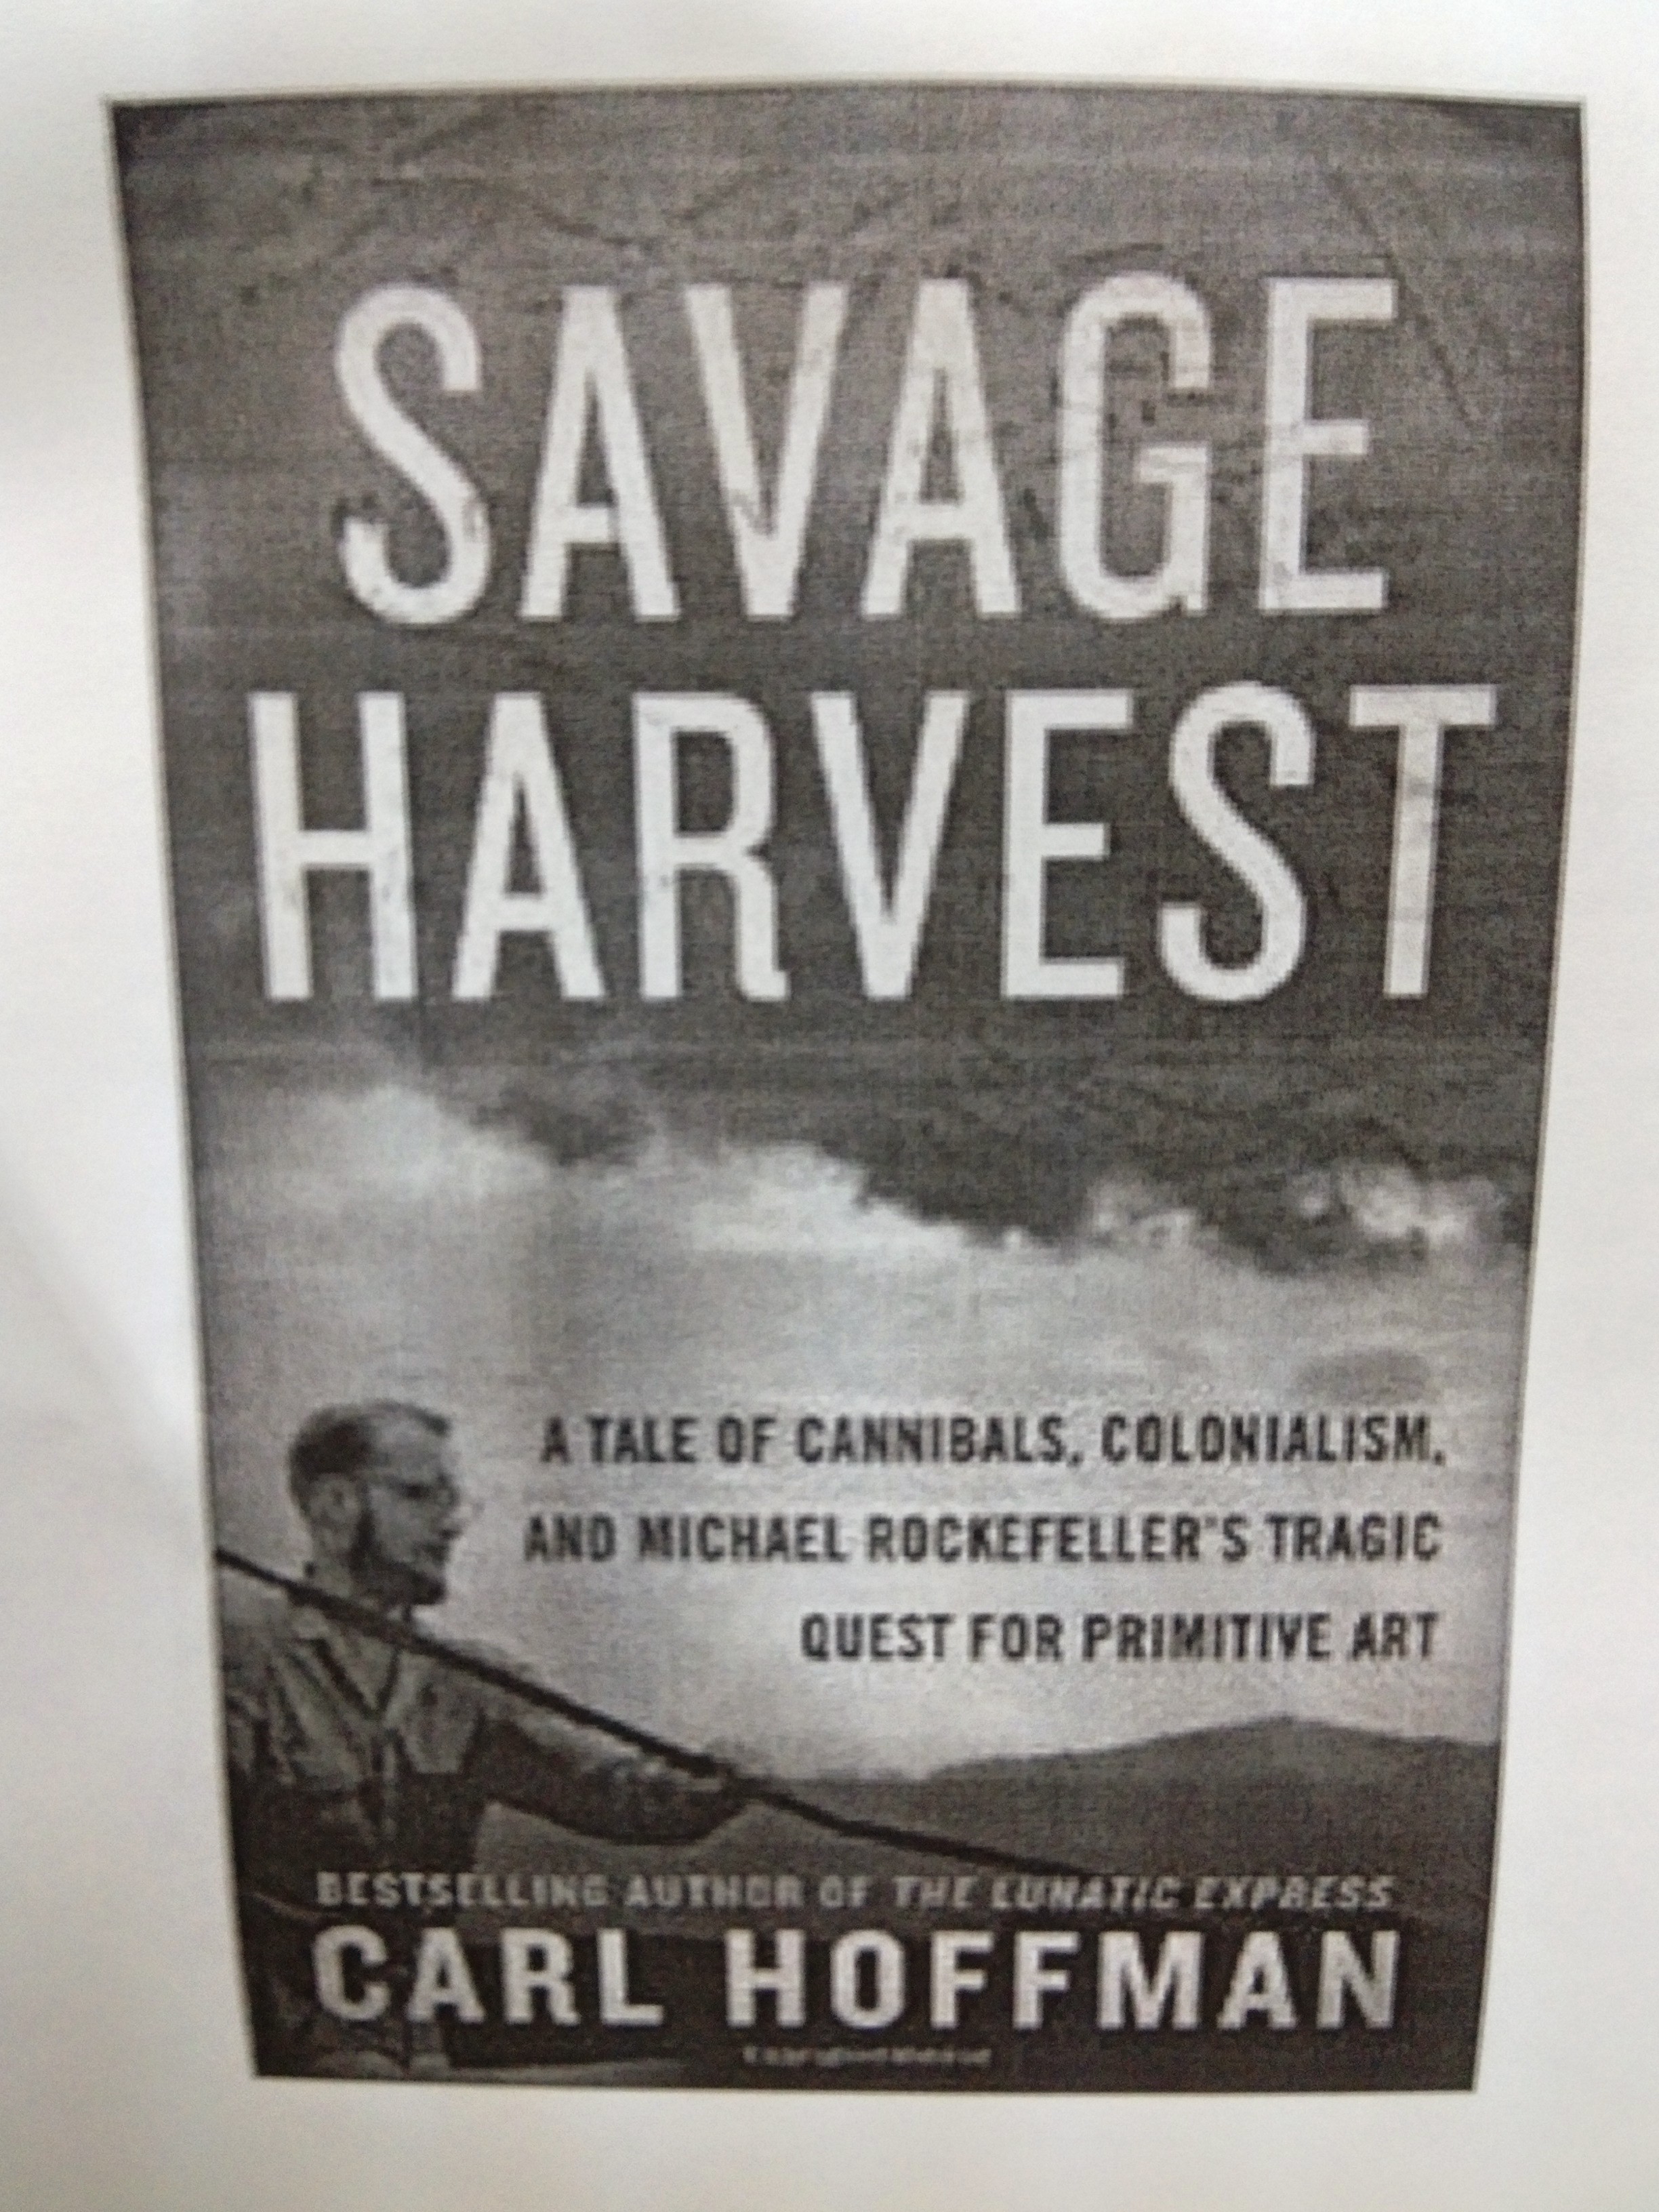 SAVAGE
HARVEST
A TALE OF CANNIBALS, COLONIALISM,
AND MICHAEL ROCKEFELLER'S TRAGIC
QUEST FOR PRIMITIVE ART
BESTSELLING AUTHOR OF THE LUNATIC EXPRESS
CARL HOFFMAN